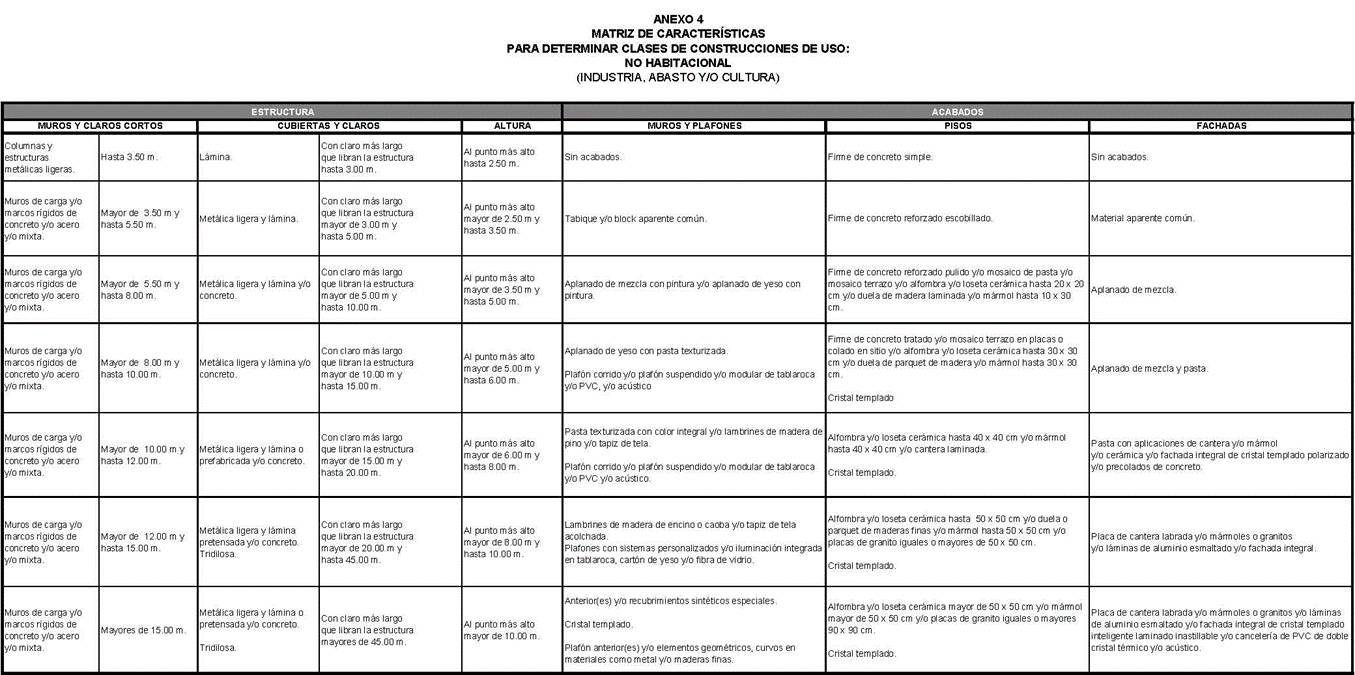 ANEXO 4
MATRIZ DE CARACTERÍSTICAS
PARA DETERMINAR CLASES DE CONSTRUCCIONES DE USO:
NO HABITACIONAL
(INDUSTRIA, ABASTO Y/O CULTURA)
ESTRUCTURA
ACABADOS
MUROS Y CLAROS CORTOS
CUBIERTAS Y CLAROS
ALTURA
MUROS Y PLAFONES
PISOS
FACHADAS
Columnas y
estructuras
metálicas ligeras.
Hasta 3.50 m.
Lámina.
Con claro más largo
que libran la estructura
hasta 3.00 m.
Al punto más alto
hasta 2.50 m.
Sin acabados.
Firme de concreto simple.
Sin acabados.
Muros de carga y/o
marcos rígidos de
concreto y/o acero
y/o mixta.
Mayor de 3.50 m y
hasta 5.50 m.
Metálica ligera y lámina.
Con claro más largo
que libran la estructura
mayor de 3.00 m y
hasta 5.00 m.
Al punto más alto
mayor de 2.50 m y
hasta 3.50 m.
Tabique y/o block aparente común.
Firme de concreto reforzado escobillado.
Material aparente común.
Muros de carga y/o
marcos rígidos de
concreto y/o acero
y/o mixta.
Mayor de 5.50 m y
hasta 8.00 m.
Metálica ligera y lámina y/o
concreto.
Con claro más largo
que libran la estructura
mayor de 5.00 m y
hasta 10.00 m.
Al punto más alto
mayor de 3.50 m y
hasta 5.00 m.
Aplanado de mezcla con pintura y/o aplanado de yeso con
pintura.
Firme de concreto reforzado pulido y/o mosaico de pasta y/o
mosaico terrazo y/o alfombra y/o loseta cerámica hasta 20 x 20
cm y/o duela de madera laminada y/o mármol hasta 10 x 30
cm.
Aplanado de mezcla.
Muros de carga y/o
marcos rígidos de
concreto y/o acero
y/o mixta.
Mayor de 8.00 m y
hasta 10.00 m.
Metálica ligera y lámina y/o
concreto.
Con claro más largo
que libran la estructura
mayor de 10.00 m y
hasta 15.00 m.
Al punto más alto
mayor de 5.00 m y
hasta 6.00 m.
Aplanado de yeso con pasta texturizada.
Plafón corrido y/o plafón suspendido y/o modular de tablaroca
y/o PVC, y/o acústico
Firme de concreto tratado y/o mosaico terrazo en placas o
colado en sitio y/o alfombra y/o loseta cerámica hasta 30 x 30
cm y/o duela de parquet de madera y/o mármol hasta 30 x 30
cm.
Cristal templado
Aplanado de mezcla y pasta.
Muros de carga y/o
marcos rígidos de
concreto y/o acero
y/o mixta.
Mayor de 10.00 m y
hasta 12.00 m.
Metálica ligera y lámina o
prefabricada y/o concreto.
Con claro más largo
que libran la estructura
mayor de 15.00 m y
hasta 20.00 m.
Al punto más alto
mayor de 6.00 m y
hasta 8.00 m.
Pasta texturizada con color integral y/o lambrines de madera de
pino y/o tapiz de tela.
Plafón corrido y/o plafón suspendido y/o modular de tablaroca
y/o PVC y/o acústico.
Alfombra y/o loseta cerámica hasta 40 x 40 cm y/o mármol
hasta 40 x 40 cm y/o cantera laminada.
Cristal templado.
Pasta con aplicaciones de cantera y/o mármol
y/o cerámica y/o fachada integral de cristal templado polarizado
y/o precolados de concreto.
Muros de carga y/o
marcos rígidos de
concreto y/o acero
y/o mixta.
Mayor de 12.00 m y
hasta 15.00 m.
Metálica ligera y lámina
pretensada y/o concreto.
Tridilosa.
Con claro más largo
que libran la estructura
mayor de 20.00 m y
hasta 45.00 m.
Al punto más alto
mayor de 8.00 m y
hasta 10.00 m.
Lambrines de madera de encino o caoba y/o tapiz de tela
acolchada.
Plafones con sistemas personalizados y/o iluminación integrada
en tablaroca, cartón de yeso y/o fibra de vidrio.
Alfombra y/o loseta cerámica hasta 50 x 50 cm y/o duela o
parquet de maderas finas y/o mármol hasta 50 x 50 cm y/o
placas de granito iguales o mayores de 50 x 50 cm.
Cristal templado.
Placa de cantera labrada y/o mármoles o granitos
y/o láminas de aluminio esmaltado y/o fachada integral.
Muros de carga y/o
marcos rígidos de
concreto y/o acero
y/o mixta.
Mayores de 15.00 m.
Metálica ligera y lámina o
pretensada y/o concreto.
Tridilosa.
Con claro más largo
que libran la estructura
mayores de 45.00 m.
Al punto más alto
mayor de 10.00 m.
Anterior(es) y/o recubrimientos sintéticos especiales.
Cristal templado.
Plafón anterior(es) y/o elementos geométricos, curvos en
materiales como metal y/o maderas finas.
Alfombra y/o loseta cerámica mayor de 50 x 50 cm y/o mármol
mayor de 50 x 50 cm y/o placas de granito iguales o mayores
90 x 90 cm.
Cristal templado.
Placa de cantera labrada y/o mármoles o granitos y/o láminas
de aluminio esmaltado y/o fachada integral de cristal templado
inteligente laminado inastillable y/o cancelería de PVC de doble
cristal térmico y/o acústico.